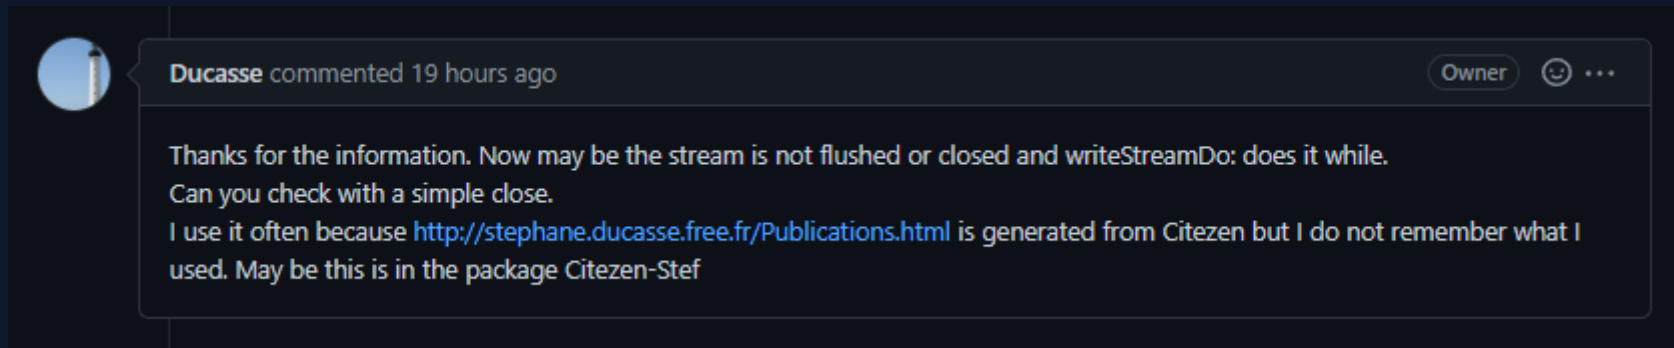 Ducasse commented 19 hours ago Owner
Thanks for the information. Now may be the stream is not flushed or closed and writeStreamDo: does it while.
Can you check with a simple close.
I use it often because http://stephane.ducasse.free.fr/Publications.html is generated from Citezen but I do not remember what I
used. May be this is in the package Citezen-Stef